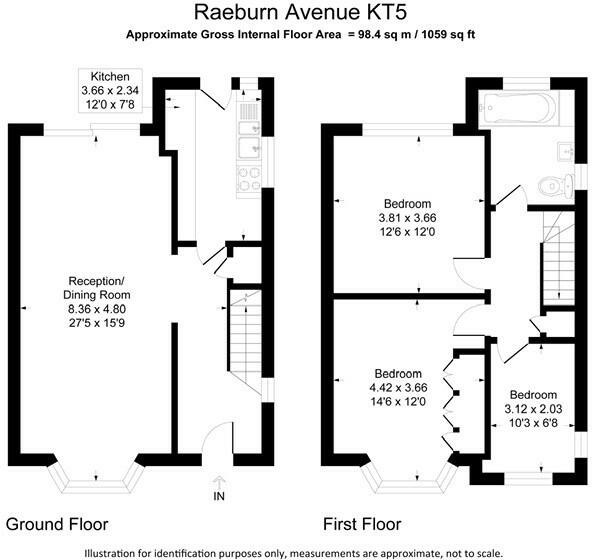 Raeburn Avenue KT5
Approximate Gross Internal Floor Area = 98.4 sq m / 1059 sq ft
Kitchen
3.66 x 2.34
12'0 x 7'8
Reception/
Dining Room
8.36 x 4.80
27'5 x 15'9
IN
Ground Floor
Bedroom
3.81 x 3.66
12'6 x 12'0
Bedroom
4.42 x 3.66
14'6 x 12'0
Bedroom
3.12 x 2.03
10'3 x 6'8
First Floor
Illustration for identification purposes only, measurements are approximate, not to scale.